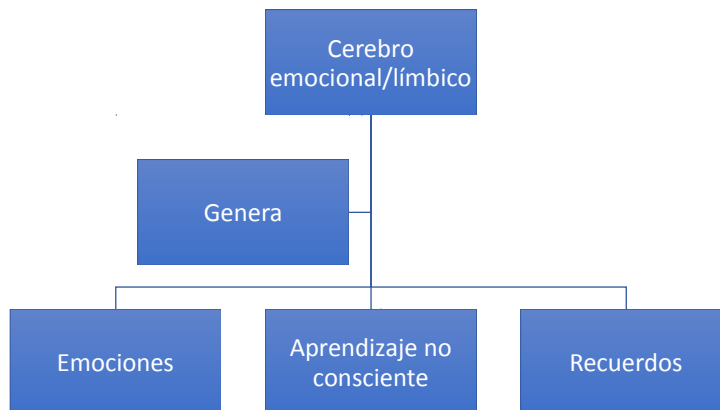 Cerebro
emocional/límbico
Genera
Emociones
Aprendizaje no
consciente
Recuerdos